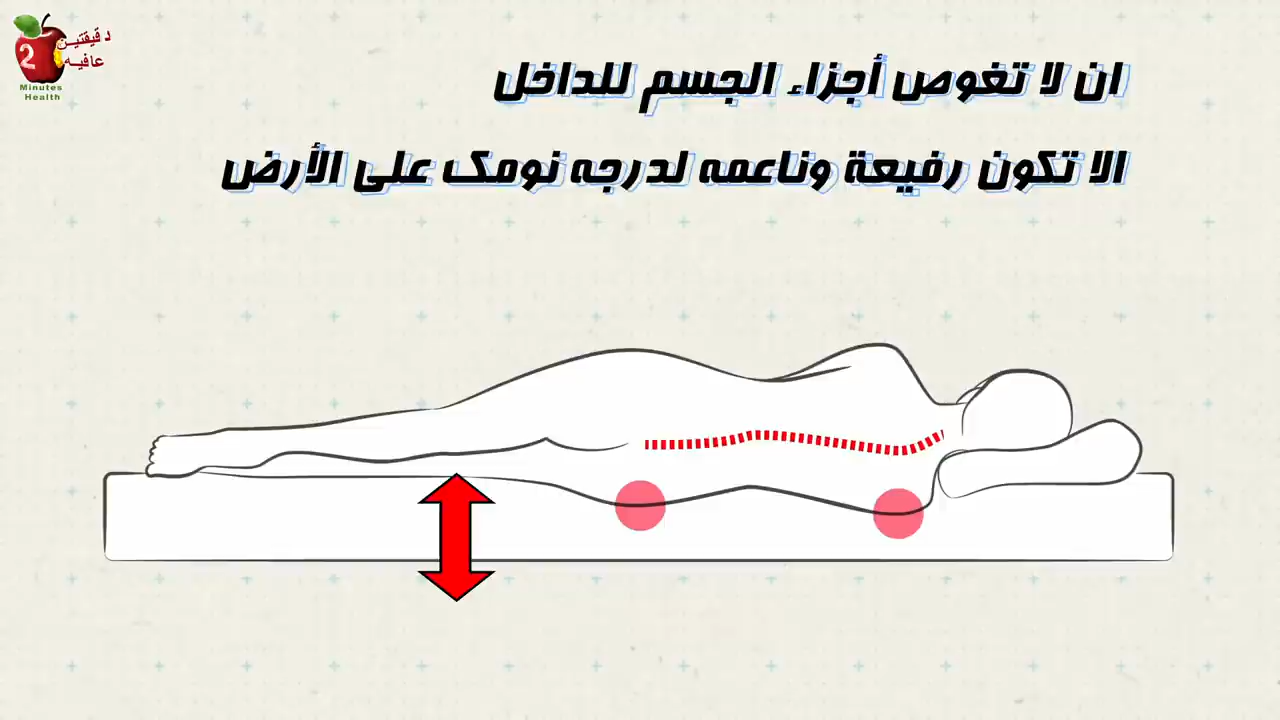 ان لا تغوص أجزاء الجسم للداخل
الا تكون رفيعة وناعمه لدرجه نومك على الأرض
دقيقتين
عافيه
2
Minutes
Health